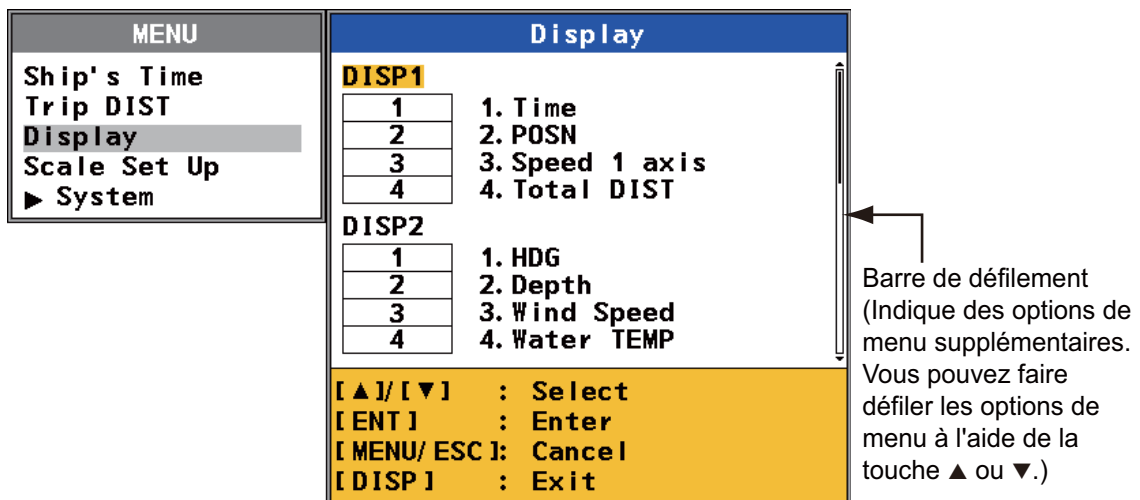 MENU
Ship's Time
Trip DIST
Display
Scale Set Up
▶ System
Display
DISP1
1 1. Time
2 2. POSN
3 3. Speed 1 axis
4 4. Total DIST
DISP2
1 1. HDG
2 2. Depth
3 3. Wind Speed
4 4. Water TEMP
[▲]/[▼] : Select
[ENT] : Enter
[MENU/ESC]: Cancel
[DISP] : Exit
Barre de défilement
(Indique des options de
menu supplémentaires.
Vous pouvez faire
défiler les options de
menu à l'aide de la
touche ▲ ou ▼.)